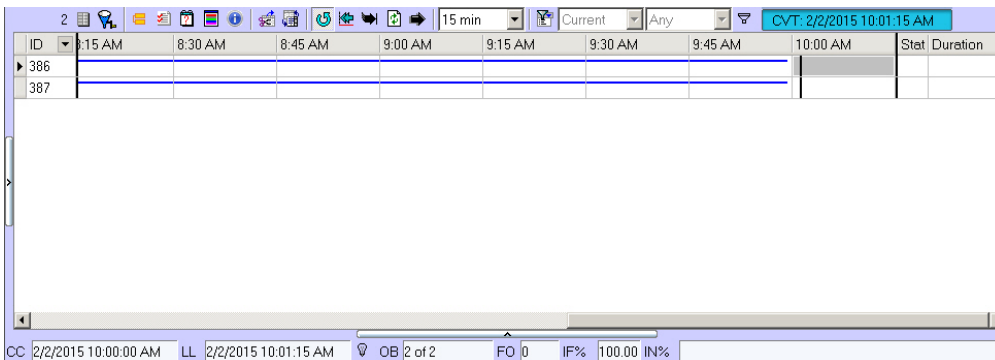 2 15 min Current Any CVT: 2/2/2015 10:01:15 AM
ID 8:15 AM 8:30 AM 8:45 AM 9:00 AM 9:15 AM 9:30 AM 9:45 AM 10:00 AM Stat Duration
386
387
CC 2/2/2015 10:00:00 AM LL 2/2/2015 10:01:15 AM OB 2 of 2 FO 0 IF% 100.00 IN%